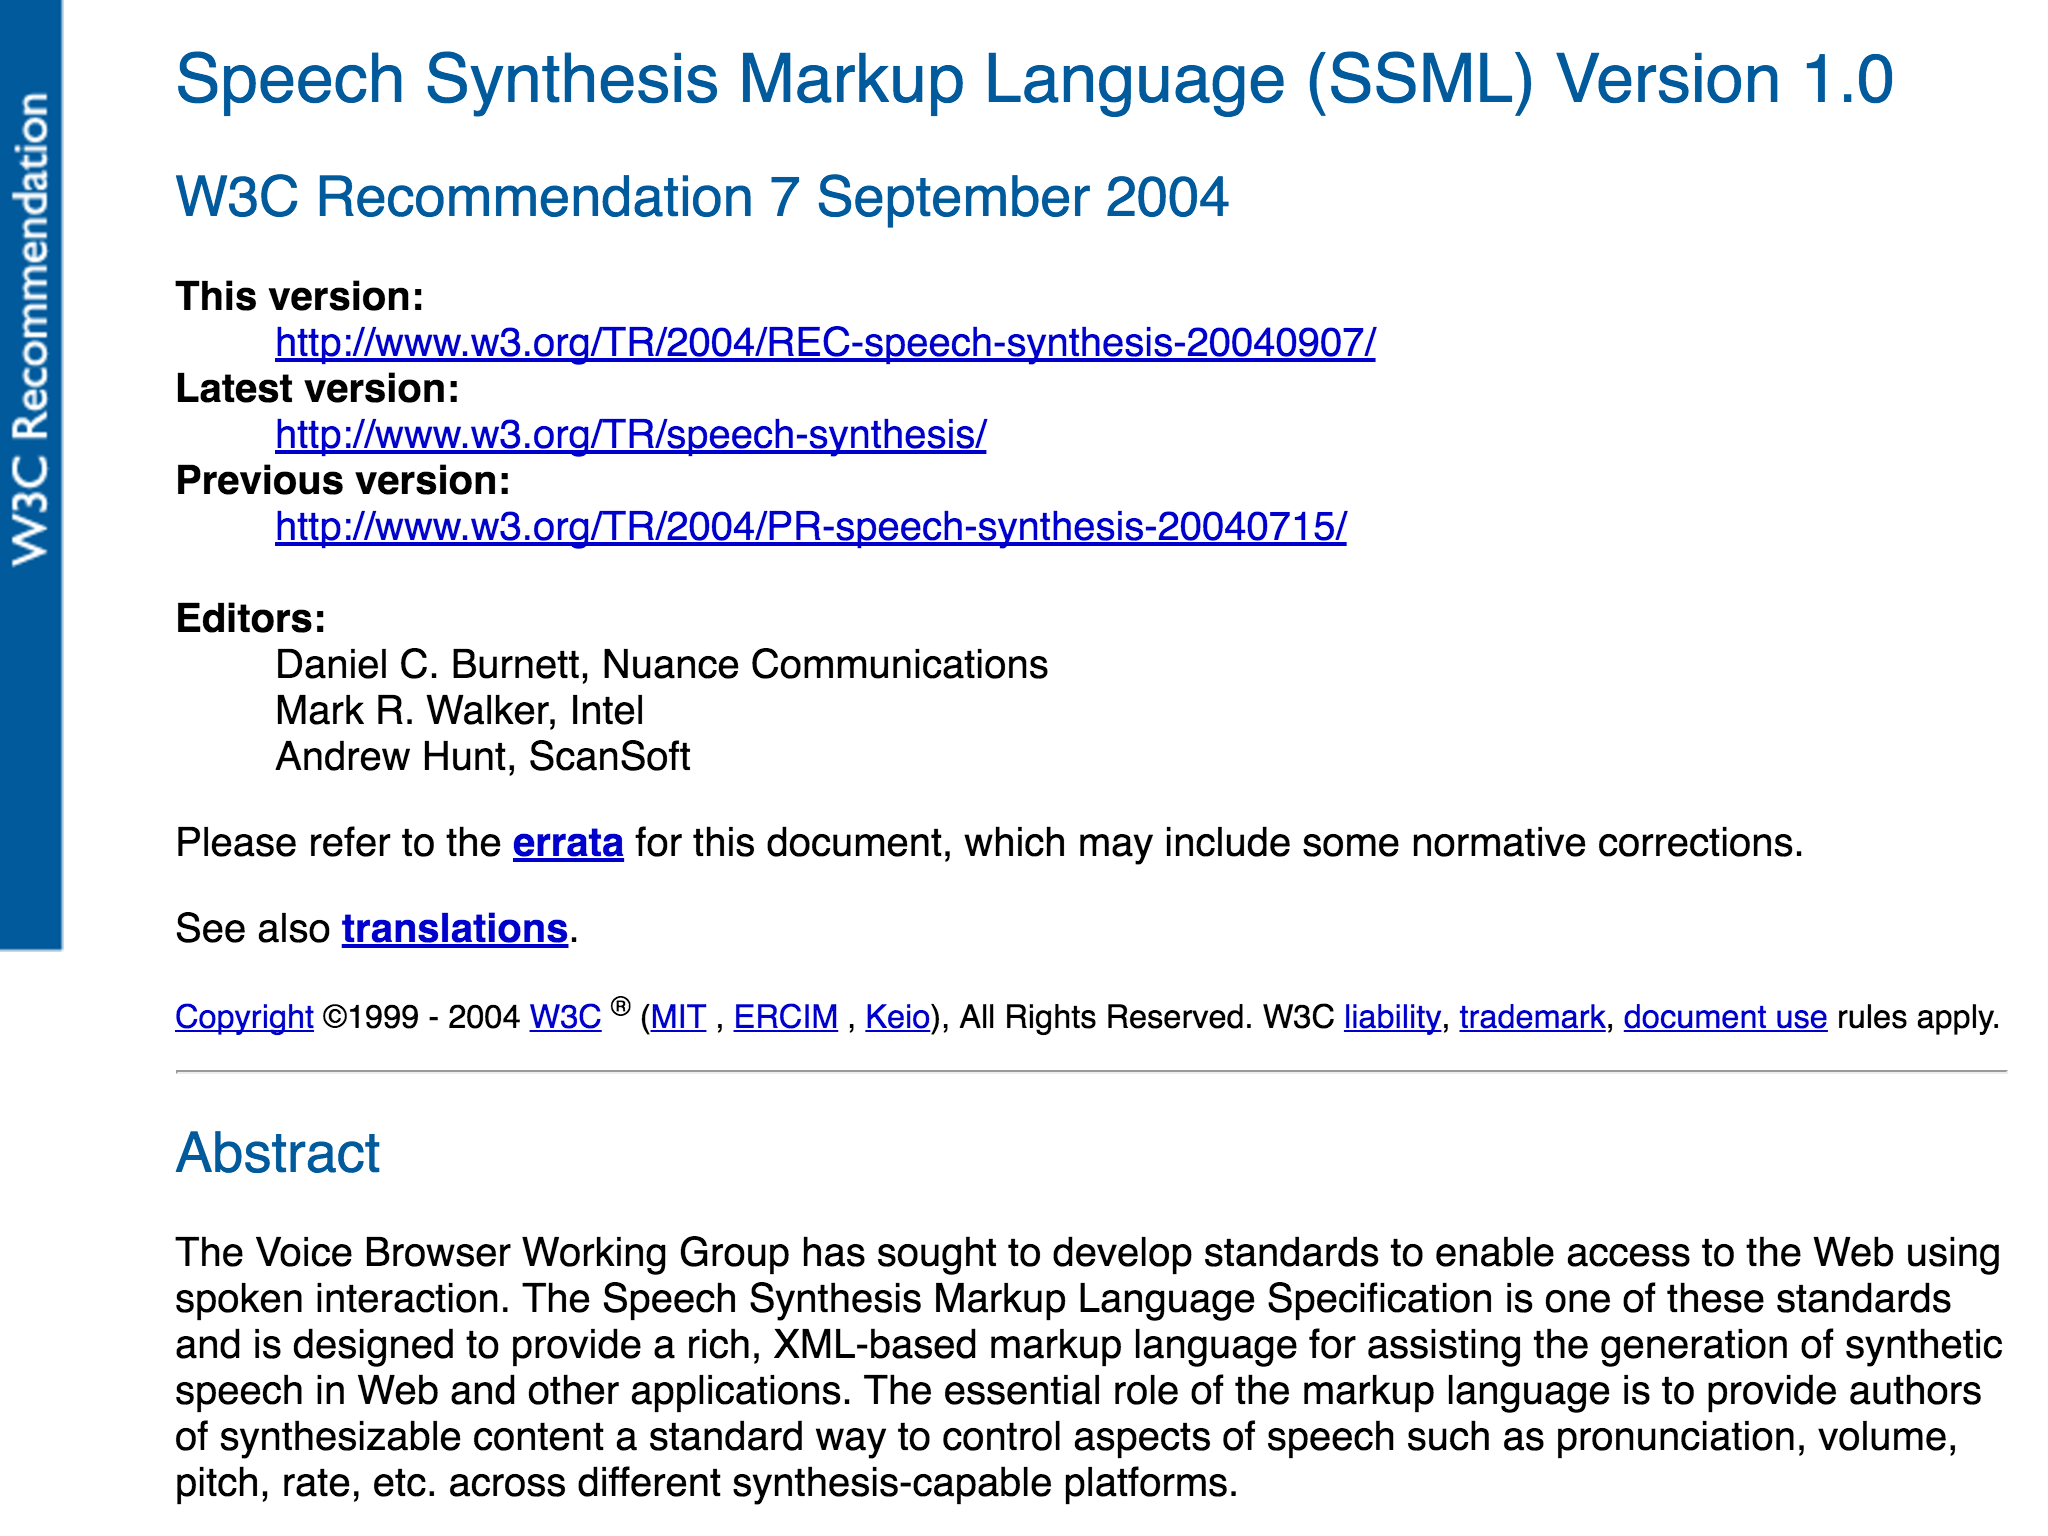 W3C Recommendation
Speech Synthesis Markup Language (SSML) Version 1.0
W3C Recommendation 7 September 2004
This version:
http://www.w3.org/TR/2004/REC-speech-synthesis-20040907/
Latest version:
http://www.w3.org/TR/speech-synthesis/
Previous version:
http://www.w3.org/TR/2004/PR-speech-synthesis-20040715/
Editors:
Daniel C. Burnett, Nuance Communications
Mark R. Walker, Intel
Andrew Hunt, ScanSoft
Please refer to the errata for this document, which may include some normative corrections.
See also translations.
Copyright ©1999 - 2004 W3C ® (MIT , ERCIM , Keio), All Rights Reserved. W3C liability, trademark, document use rules apply.
Abstract
The Voice Browser Working Group has sought to develop standards to enable access to the Web using
spoken interaction. The Speech Synthesis Markup Language Specification is one of these standards
and is designed to provide a rich, XML-based markup language for assisting the generation of synthetic
speech in Web and other applications. The essential role of the markup language is to provide authors
of synthesizable content a standard way to control aspects of speech such as pronunciation, volume,
pitch, rate, etc. across different synthesis-capable platforms.